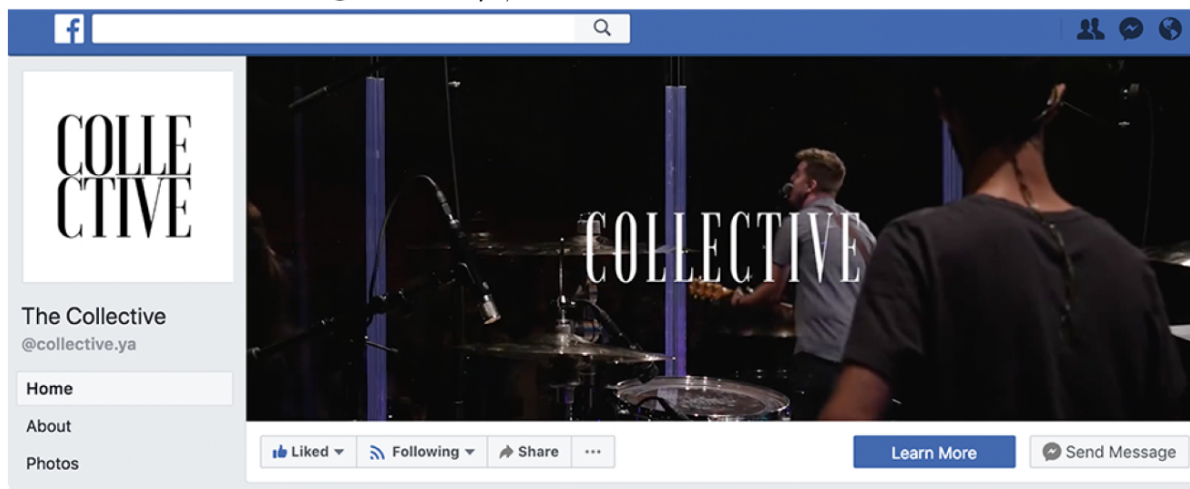 COLLE
CTIVE
The Collective
@collective.ya
Home
About
Photos
COLLECTIVE
Liked
Following
Share
Learn More
Send Message